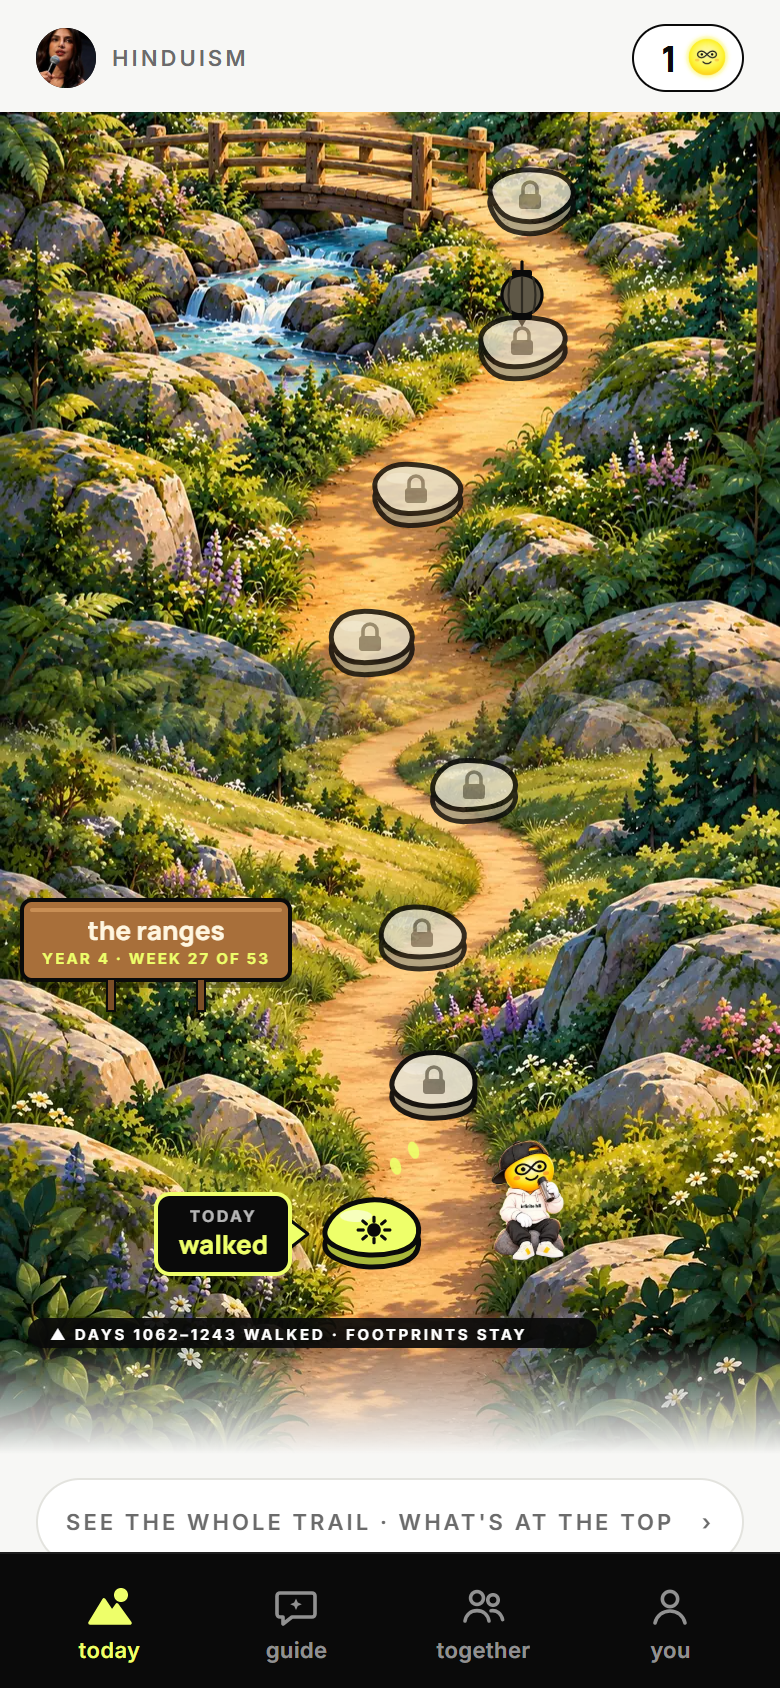 HINDUISM
1
the ranges
YEAR 4 · WEEK 27 OF 53
TODAY
walked
▲ DAYS 1062–1243 WALKED · FOOTPRINTS STAY
SEE THE WHOLE TRAIL · WHAT'S AT THE TOP ›
today
guide
together
you